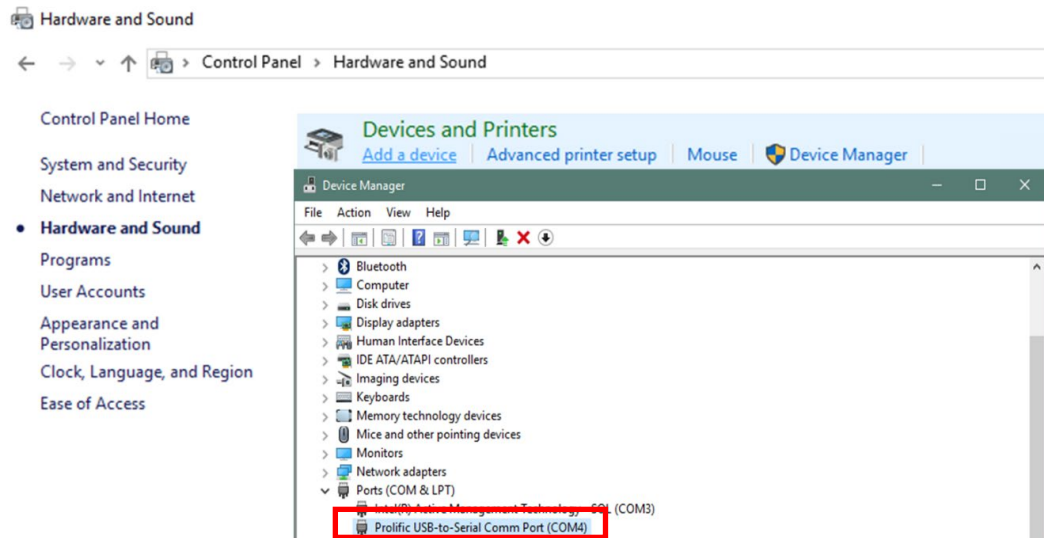 Hardware and Sound
Control Panel > Hardware and Sound
Control Panel Home
System and Security
Network and Internet
Hardware and Sound
Programs
User Accounts
Appearance and
Personalization
Clock, Language, and Region
Ease of Access
Devices and Printers
Add a device Advanced printer setup Mouse Device Manager
Device Manager
File Action View Help
Bluetooth
Computer
Disk drives
Display adapters
Human Interface Devices
IDE ATA/ATAPI controllers
Imaging devices
Keyboards
Memory technology devices
Mice and other pointing devices
Monitors
Network adapters
Ports (COM & LPT)
Intel(R) Active Management Technology - SOL (COM3)
Prolific USB-to-Serial Comm Port (COM4)